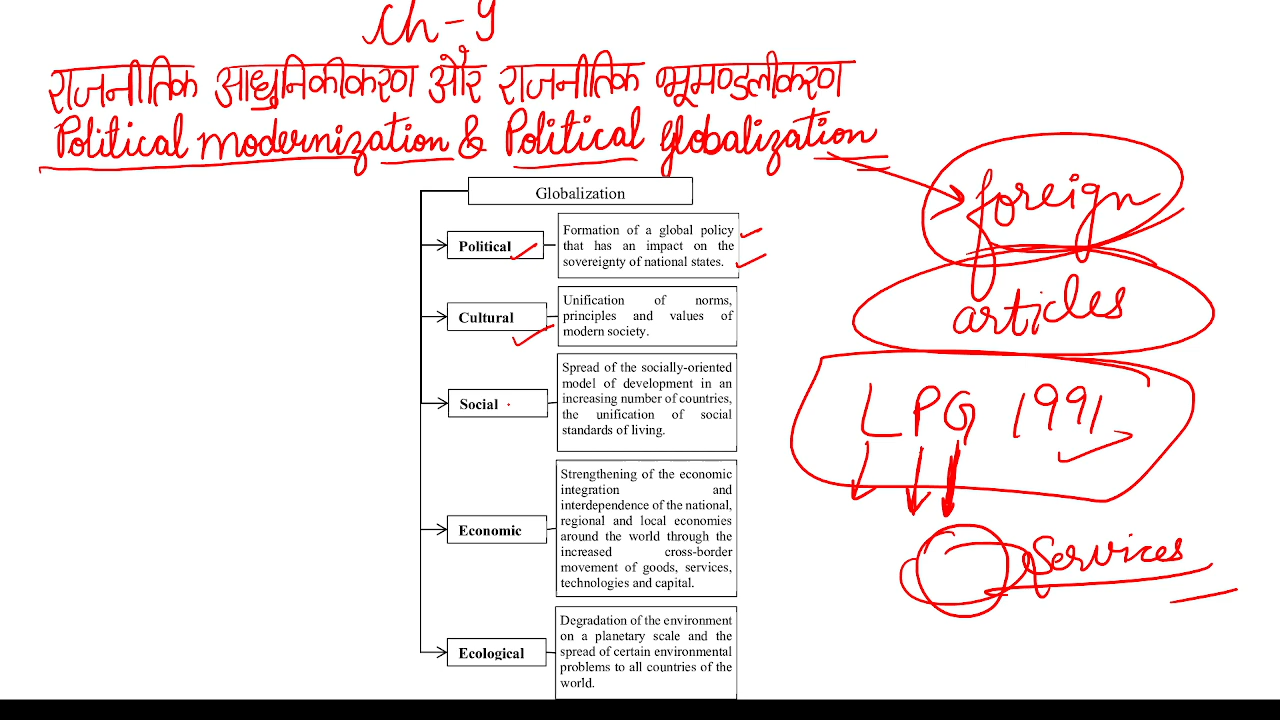 Ch - 9
राजनीतिक आधुनिकीकरण और राजनीतिक भूमण्डलीकरण
Political modernization & Political globalization
Globalization
Political
Formation of a global policy
that has an impact on the
sovereignty of national states.
Cultural
Unification of norms,
principles and values of
modern society.
Social
Spread of the socially-oriented
model of development in an
increasing number of countries,
the unification of social
standards of living.
Economic
Strengthening of the economic
integration and
interdependence of the national,
regional and local economies
around the world through the
increased cross-border
movement of goods, services,
technologies and capital.
Ecological
Degradation of the environment
on a planetary scale and the
spread of certain environmental
problems to all countries of the
world.
foreign
articles
LPG 1991
Services